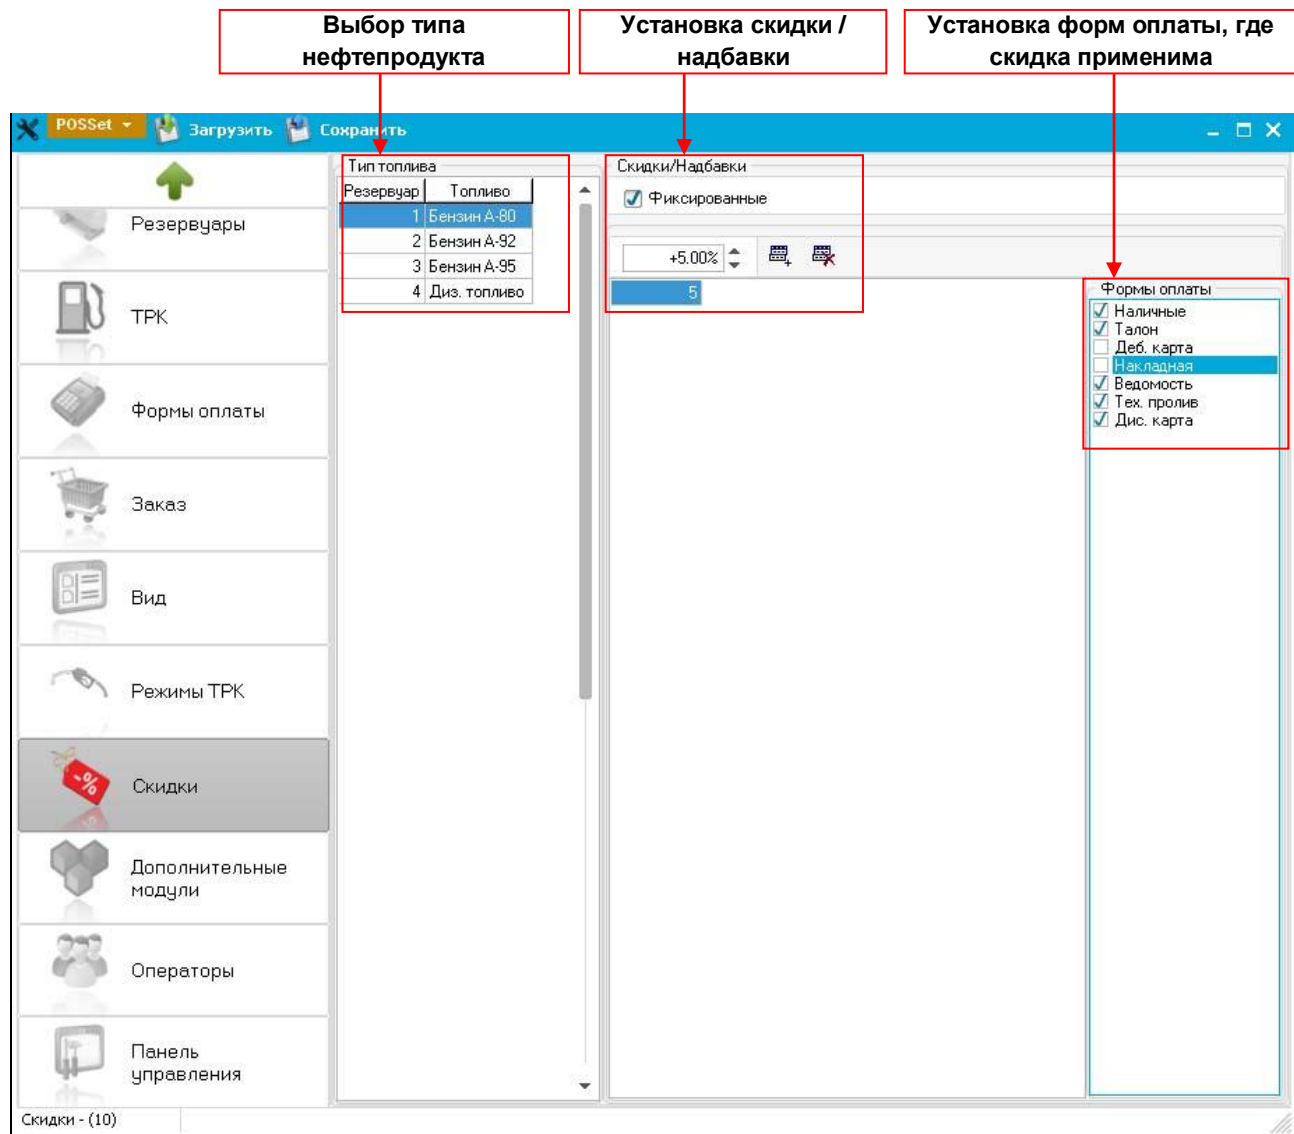 Выбор типа
нефтепродукта
Установка скидки /
надбавки
Установка форм оплаты, где
скидка применима
POSSet
Загрузить
Сохранить
Резервуары
ТРК
Формы оплаты
Заказ
Вид
Режимы ТРК
-%
Скидки
Дополнительные
модули
Операторы
Панель
управления
Тип топлива
Резервуар Топливо
1 Бензин А-80
2 Бензин А-92
3 Бензин А-95
4 Диз. топливо
Скидки/Надбавки
Фиксированные
+5.00%
5
Формы оплаты
Наличные
Талон
Деб. карта
Накладная
Ведомость
Тех. пролив
Дис. карта
Скидки - (10)